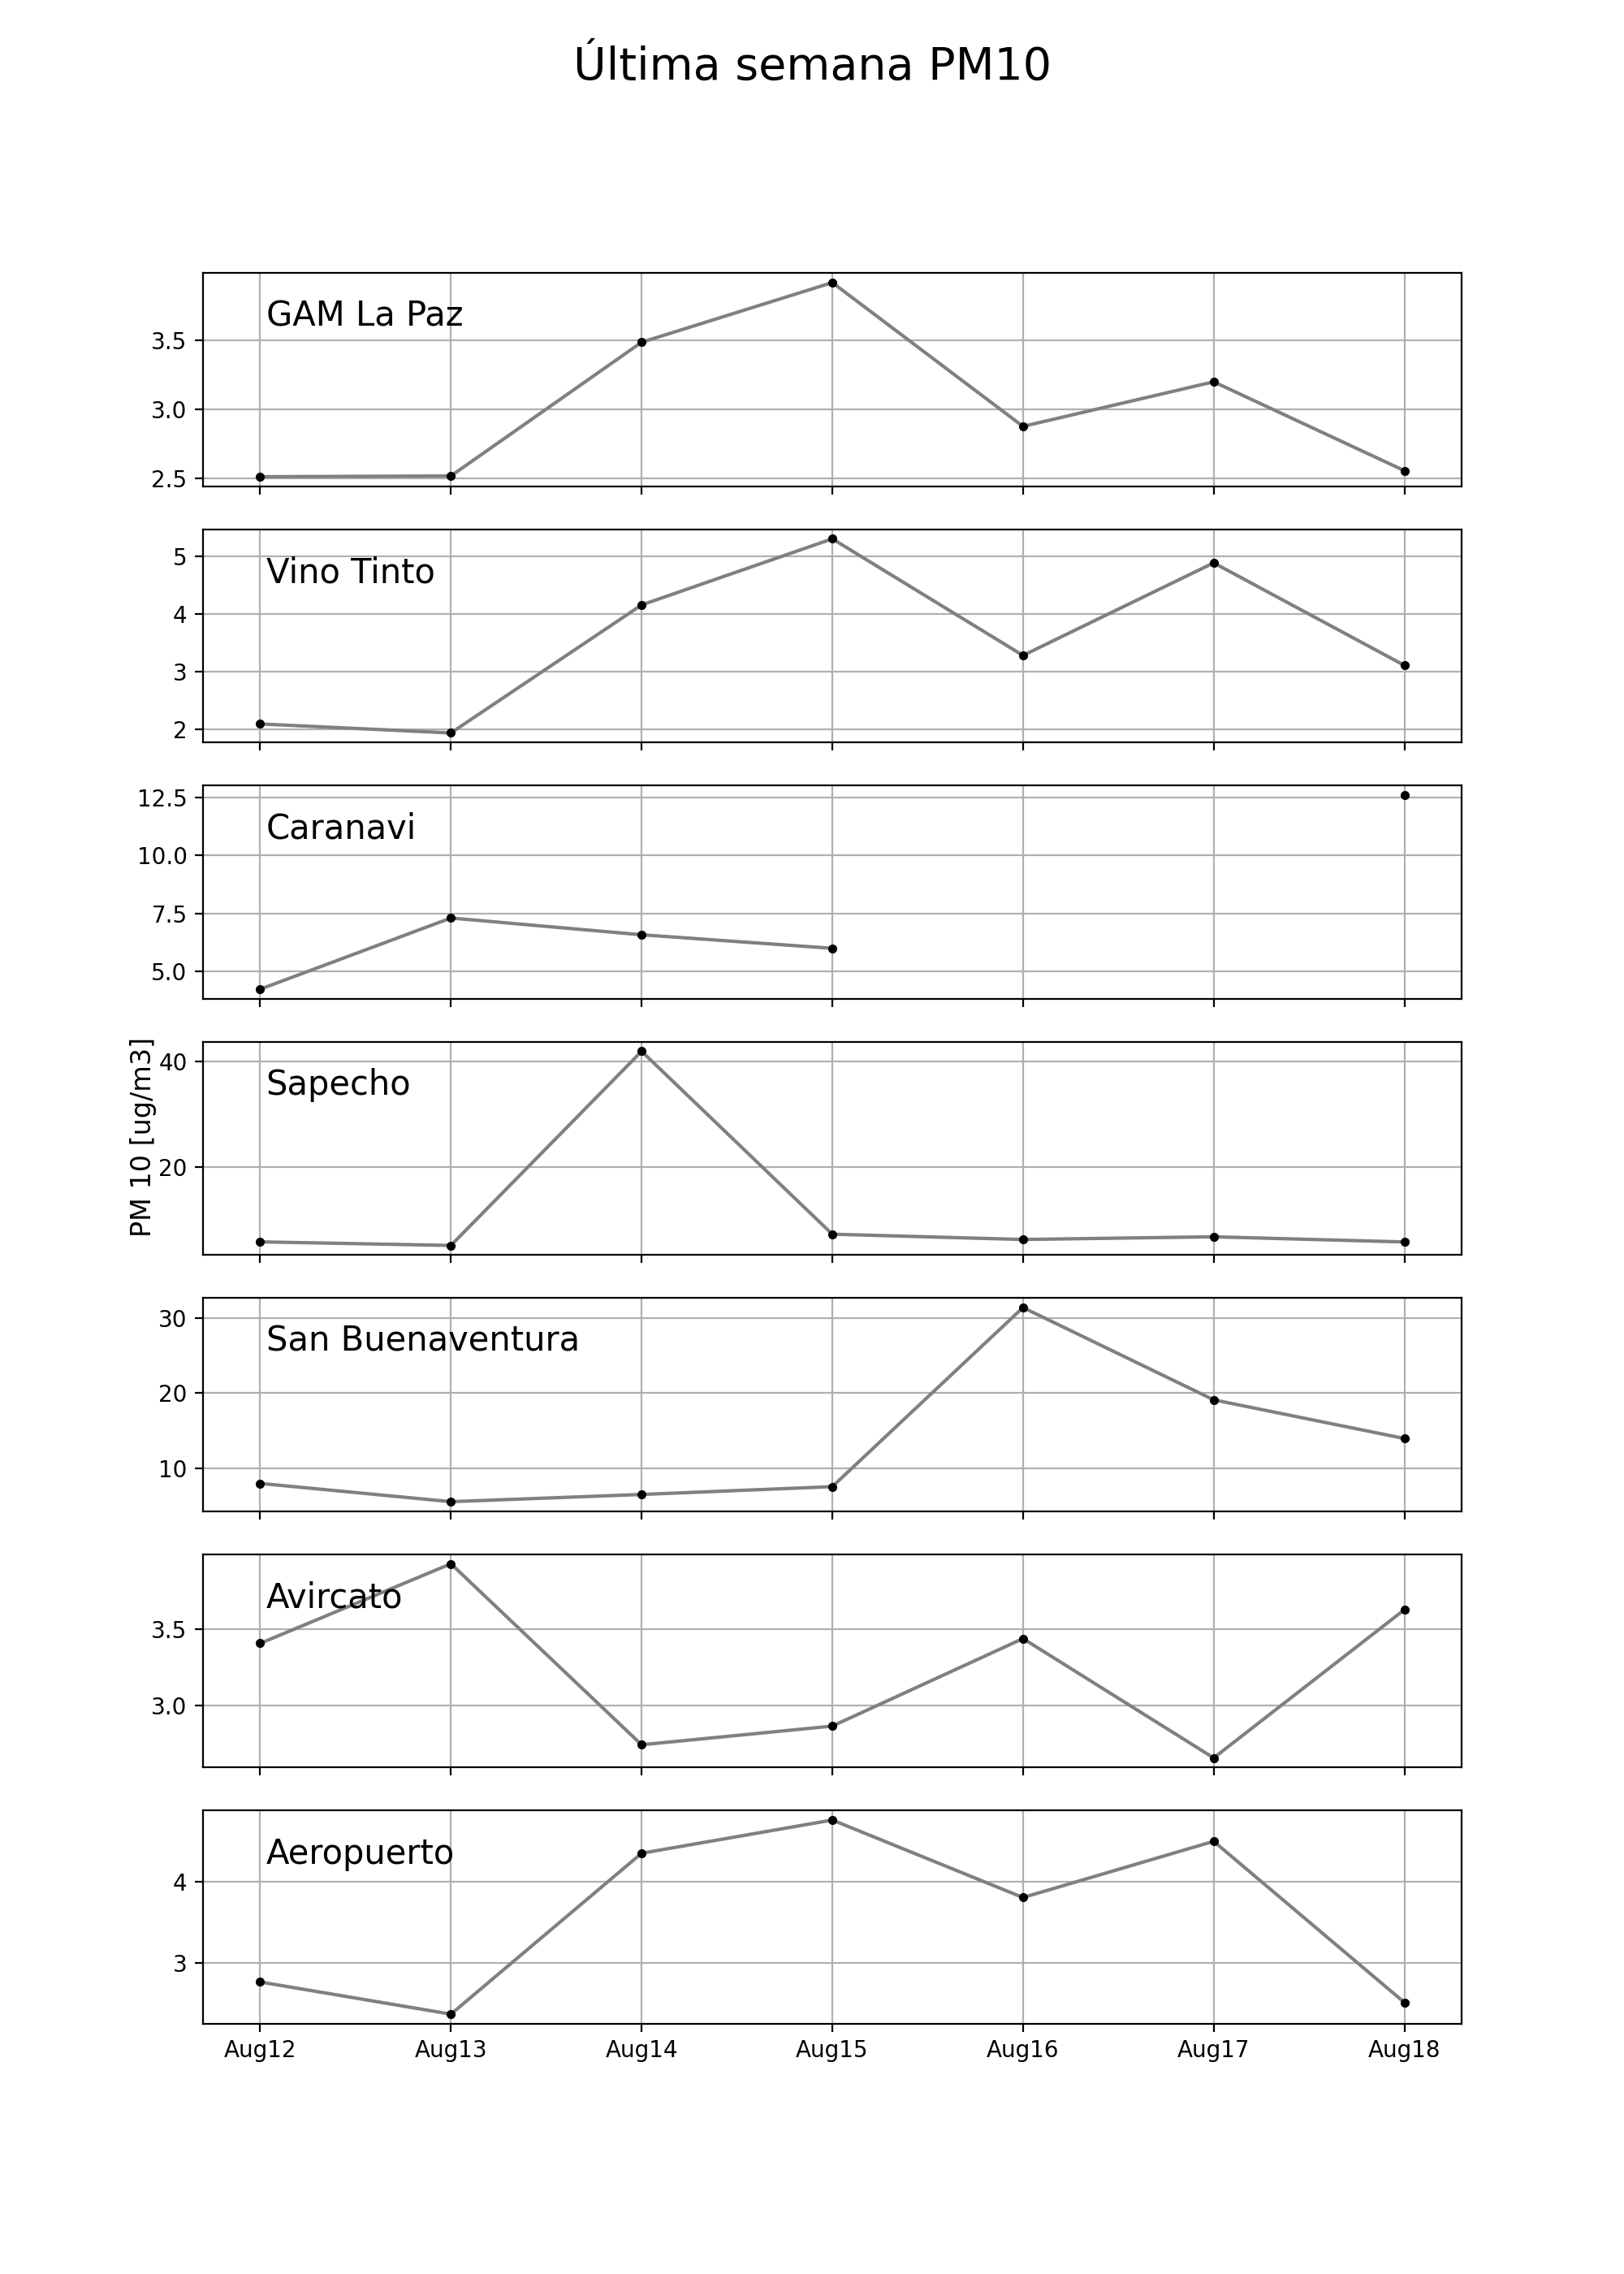 Última semana PM10
GAM La Paz
3.5
3.0
2.5
Vino Tinto
5
4
3
2
Caranavi
12.5
10.0
7.5
5.0
PM 10 [ug/m3]
Sapecho
40
20
San Buenaventura
30
20
10
Avircato
3.5
3.0
Aeropuerto
4
3
Aug12 Aug13 Aug14 Aug15 Aug16 Aug17 Aug18